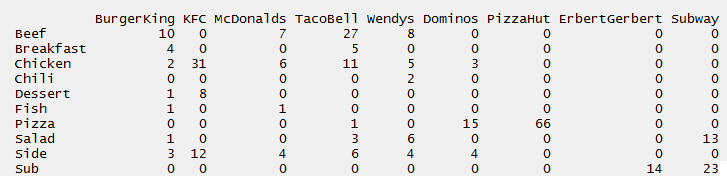 BurgerKing KFC McDonalds TacoBell Wendys Dominos PizzaHut ErbertGerbert Subway
Beef 10 0 7 27 8 0 0 0 0
Breakfast 4 0 0 5 0 0 0 0 0
Chicken 2 31 6 11 5 3 0 0 0
Chili 0 0 0 0 2 0 0 0 0
Dessert 1 8 0 0 0 0 0 0 0
Fish 1 0 1 0 0 0 0 0 0
Pizza 0 0 0 1 0 15 66 0 0
Salad 1 0 0 3 6 0 0 0 13
Side 3 12 4 6 4 4 0 0 0
Sub 0 0 0 0 0 0 0 14 23